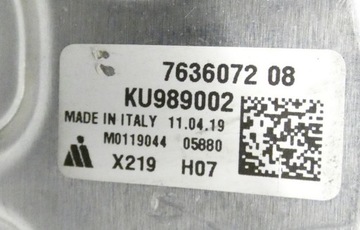 7636072 08
KU989002
MADE IN ITALY 11.04.19
M0119044 05880
X219 H07